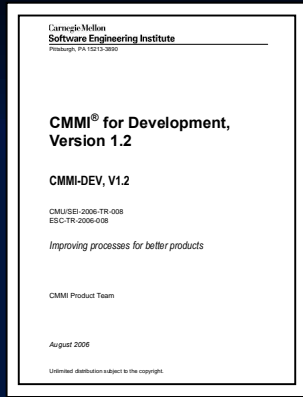 CarnegieMellon
Software Engineering Institute
Pittsburgh, PA 15213-3890
CMMI® for Development,
Version 1.2
CMMI-DEV, V1.2
CMU/SEI-2006-TR-008
ESC-TR-2006-008
Improving processes for better products
CMMI Product Team
August 2006
Unlimited distribution subject to the copyright.